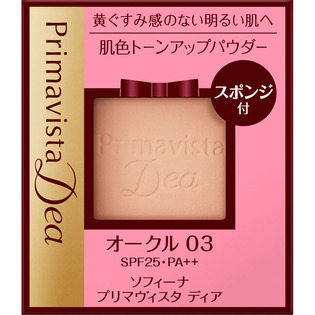 黄ぐすみ感のない明るい肌へ
肌色トーンアップパウダー
スポンジ
付
Primavista
Dea
Primavista
Dea
オークル 03
SPF25・PA++
ソフィーナ
プリマヴィスタ ディア